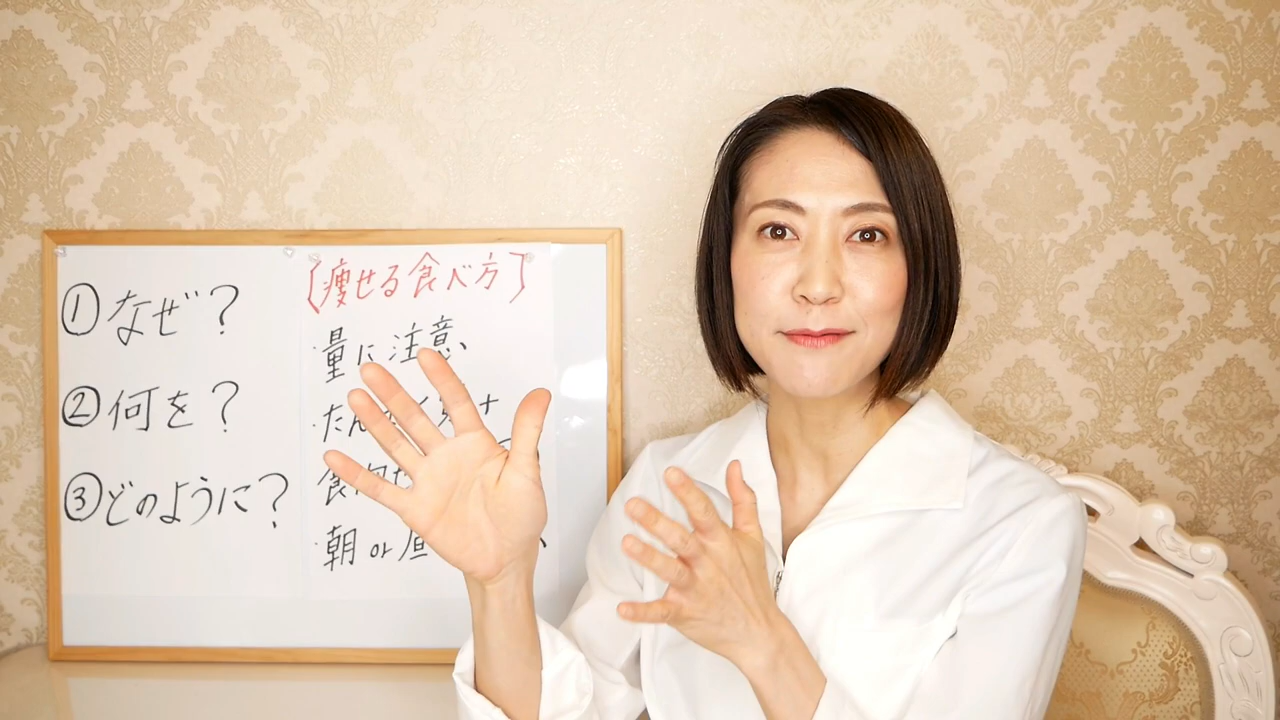 ①なぜ?
②何を?
③どのように?
[痩せる食べ方]
・量に注意
・たん
食
・朝 or 昼